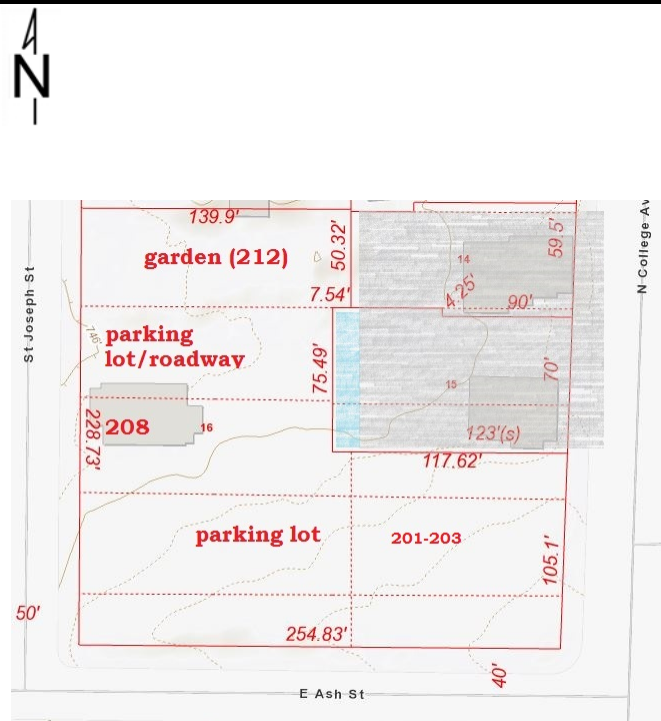 N
139.9'
garden (212)
50.32'
59.5'
14
N College Av
St Joseph St
7.54'
4.25'
90'
746'
parking
lot/roadway
75.49'
70'
15
208
16
228.73'
123'(s)
117.62'
parking lot
201-203
105.1'
50'
254.83'
40'
E Ash St